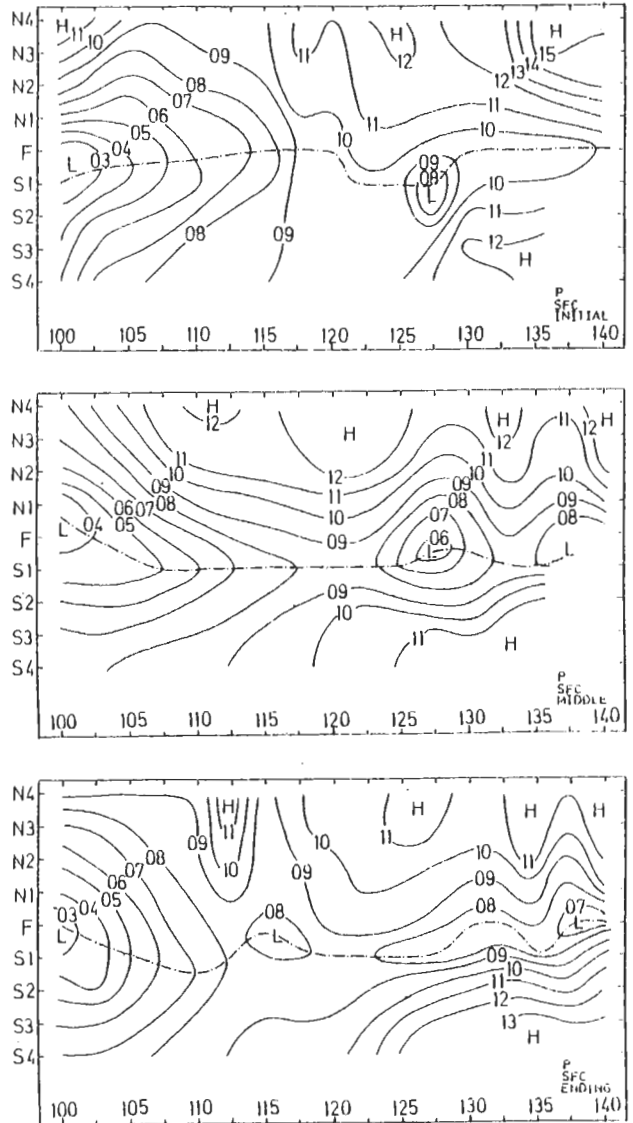 N4 H 11 10 09 11 H 12 H
N3 15 14 13 12
N2 08 07
N1 06 05 11 10
F 04 03 L 10 09 08
S1 L 10
S2 11
S3 08 09 12 H
S4
P
SFC
INITIAL
100 105 110 115 120 125 130 135 140
N4 H 12 H 11 H 12
N3 11 H 12
N2 10 09 12 11 10 09 10
N1 06 07 08 10 08 09
F L 04 05 09 07 06 L 08 L
S1
S2 09 10
S3 11 H
S4
P
SFC
MIDDLE
100 105 110 115 120 125 130 135 140
N4 H H H H
N3 11 09 10 11
N2 08 10 09 10 11
N1 07 06 09
F 03 04 05 L 08 L 08 07 L
S1 09 10
S2 11 12
S3 13
S4 H
P
SFC
ENDING
100 105 110 115 120 125 130 135 140